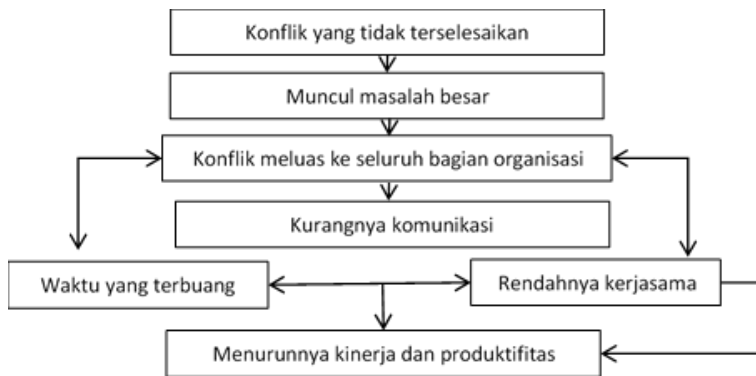 Konflik yang tidak terselesaikan
Muncul masalah besar
Konflik meluas ke seluruh bagian organisasi
Kurangnya komunikasi
Waktu yang terbuang
Rendahnya kerjasama
Menurunnya kinerja dan produktifitas